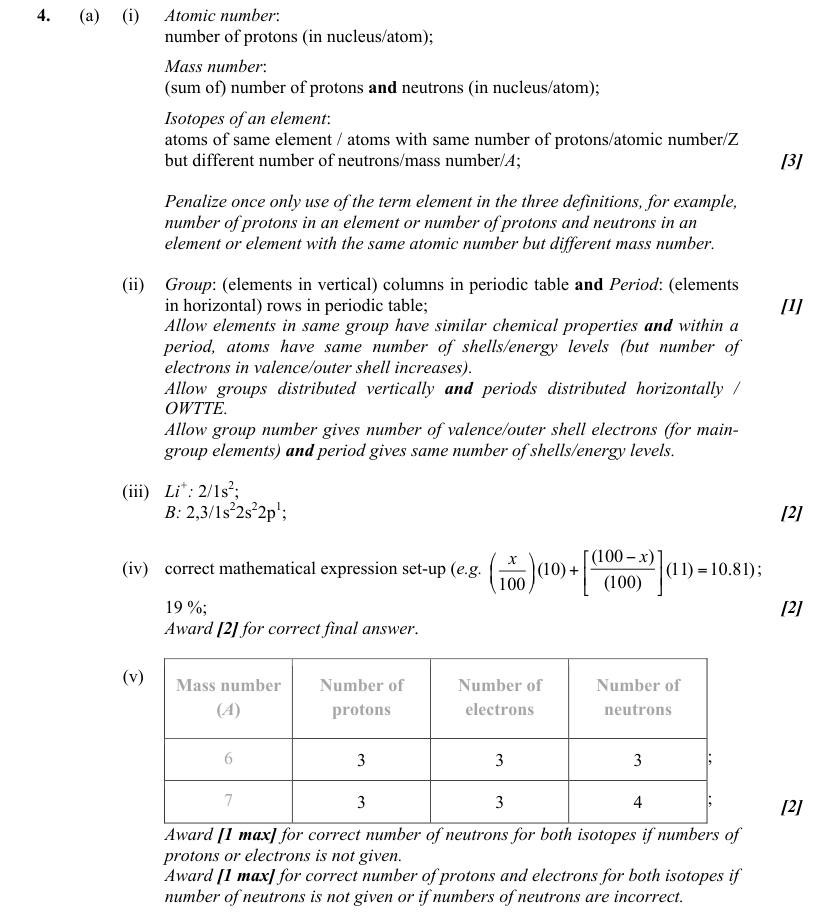 4. (a) (i) Atomic number:
number of protons (in nucleus/atom);
Mass number:
(sum of) number of protons and neutrons (in nucleus/atom);
Isotopes of an element:
atoms of same element / atoms with same number of protons/atomic number/Z
but different number of neutrons/mass number/A; [3]
Penalize once only use of the term element in the three definitions, for example,
number of protons in an element or number of protons and neutrons in an
element or element with the same atomic number but different mass number.
(ii) Group: (elements in vertical) columns in periodic table and Period: (elements
in horizontal) rows in periodic table; [1]
Allow elements in same group have similar chemical properties and within a
period, atoms have same number of shells/energy levels (but number of
electrons in valence/outer shell increases).
Allow groups distributed vertically and periods distributed horizontally /
OWTTE.
Allow group number gives number of valence/outer shell electrons (for main-
group elements) and period gives same number of shells/energy levels.
(iii) Li⁺: 2/1s²;
B: 2,3/1s²2s²2p¹; [2]
(iv) correct mathematical expression set-up (e.g. (x/100)(10) + [(100 – x)/(100)](11) = 10.81);
19 %; [2]
Award [2] for correct final answer.
(v) Mass number (A) Number of protons Number of electrons Number of neutrons
6 3 3 3 ;
7 3 3 4 ; [2]
Award [1 max] for correct number of neutrons for both isotopes if numbers of
protons or electrons is not given.
Award [1 max] for correct number of protons and electrons for both isotopes if
number of neutrons is not given or if numbers of neutrons are incorrect.